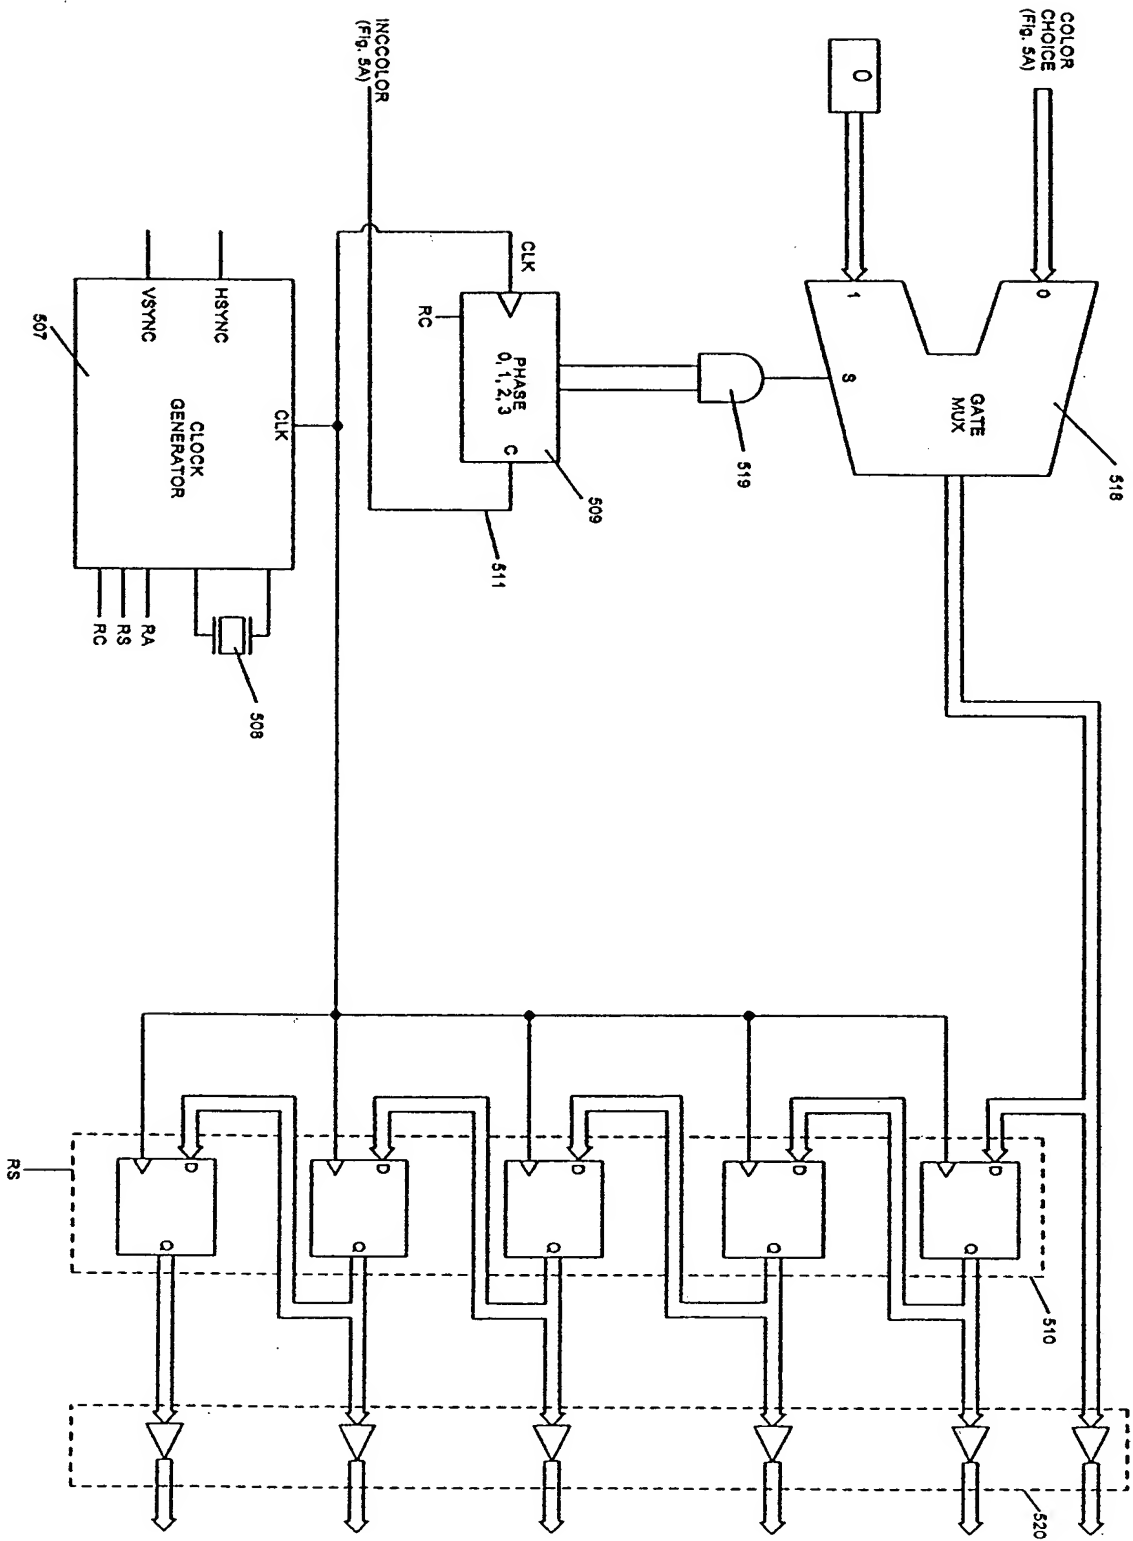 COLOR
CHOICE
(Fig. 5A)
0
0
1
S
GATE
MUX
518
519
INCCOLOR
(Fig. 5A)
CLK
RC
PHASE
0, 1, 2, 3
C
509
511
HSYNC
VSYNC
CLK
CLOCK
GENERATOR
507
RA
RS
RC
508
D
Q
D
Q
D
Q
D
Q
D
Q
RS
510
520